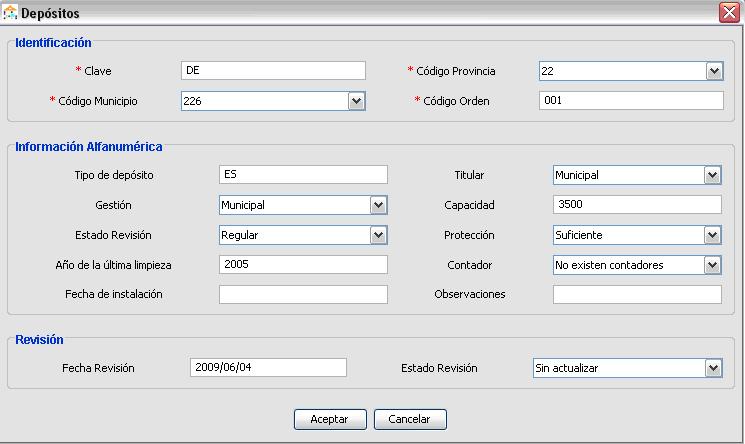 Depósitos
Identificación
* Clave DE * Código Provincia 22
* Código Municipio 226 * Código Orden 001
Información Alfanumérica
Tipo de depósito ES Titular Municipal
Gestión Municipal Capacidad 3500
Estado Revisión Regular Protección Suficiente
Año de la última limpieza 2005 Contador No existen contadores
Fecha de instalación Observaciones
Revisión
Fecha Revisión 2009/06/04 Estado Revisión Sin actualizar
Aceptar Cancelar